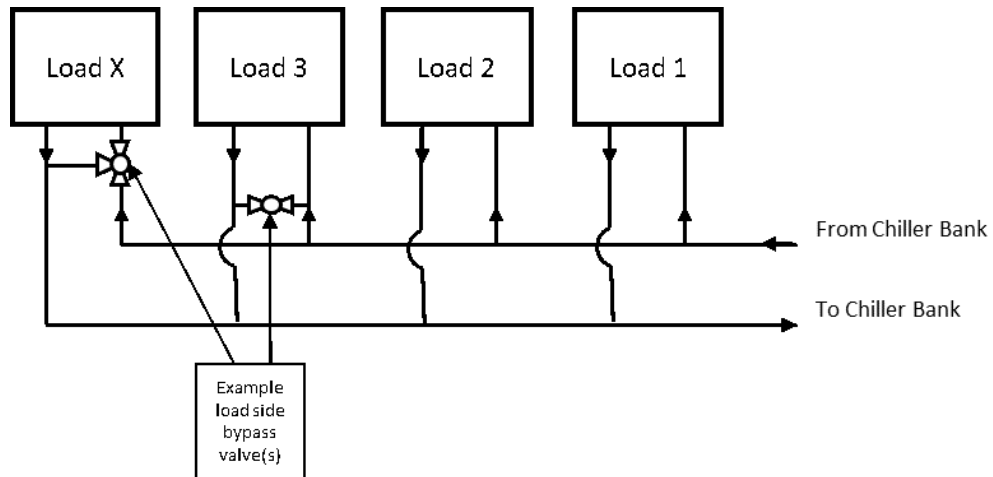 Load X
Load 3
Load 2
Load 1
From Chiller Bank
To Chiller Bank
Example
load side
bypass
valve(s)